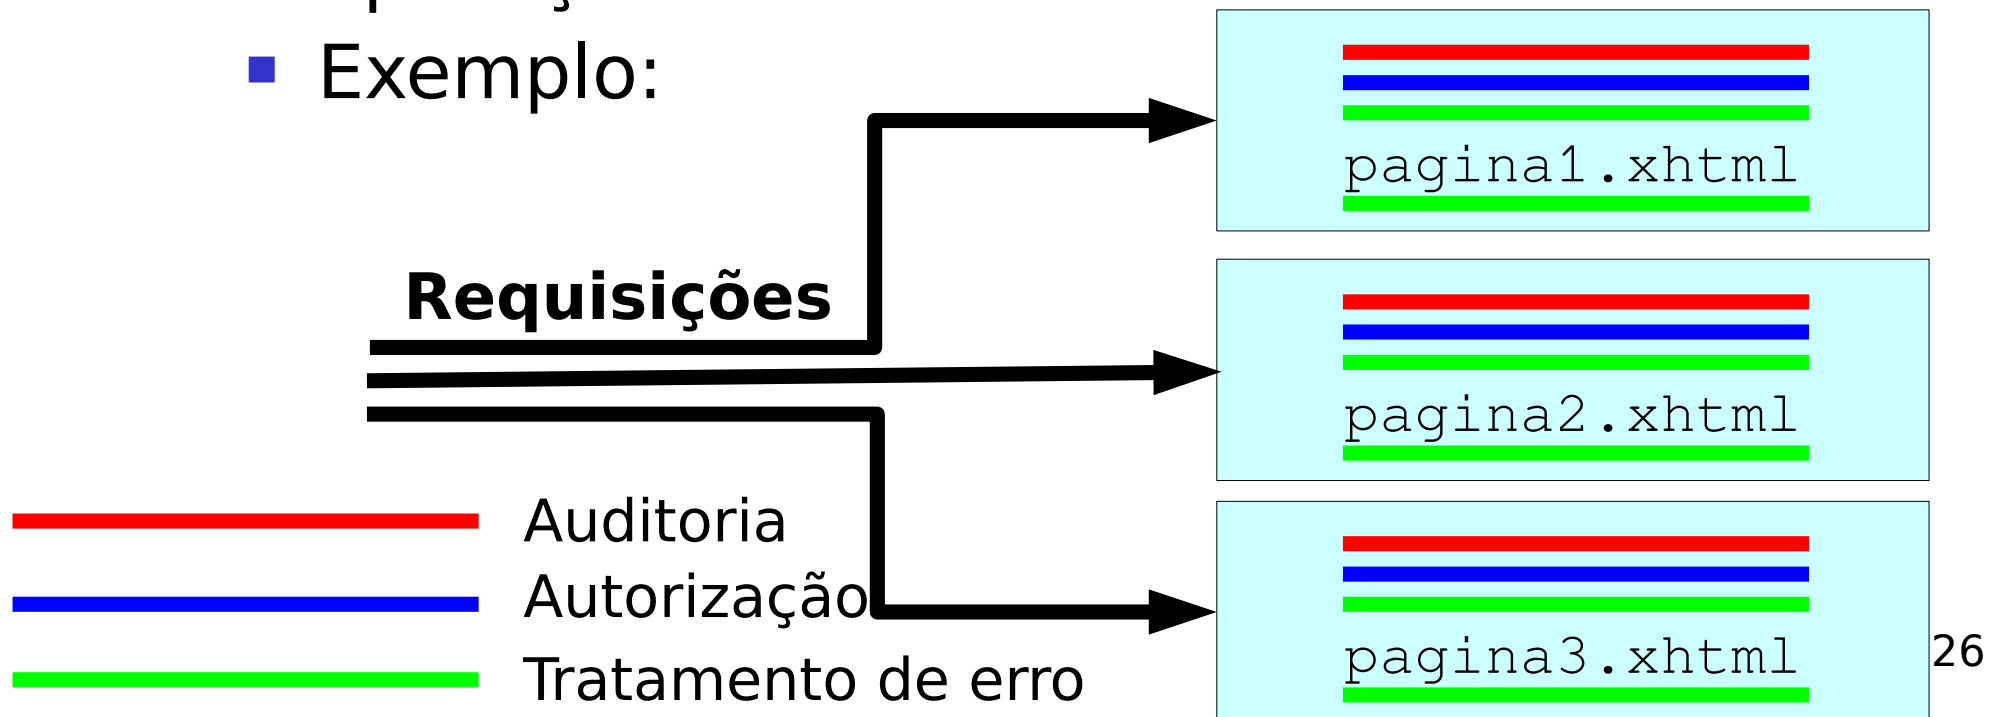 Exemplo:
pagina1.xhtml
Requisições
pagina2.xhtml
Auditoria
Autorização
Tratamento de erro
pagina3.xhtml
26